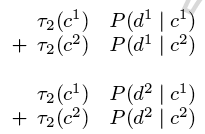 τ₂(c¹) P(d¹ | c¹)
+ τ₂(c²) P(d¹ | c²)
τ₂(c¹) P(d² | c¹)
+ τ₂(c²) P(d² | c²)